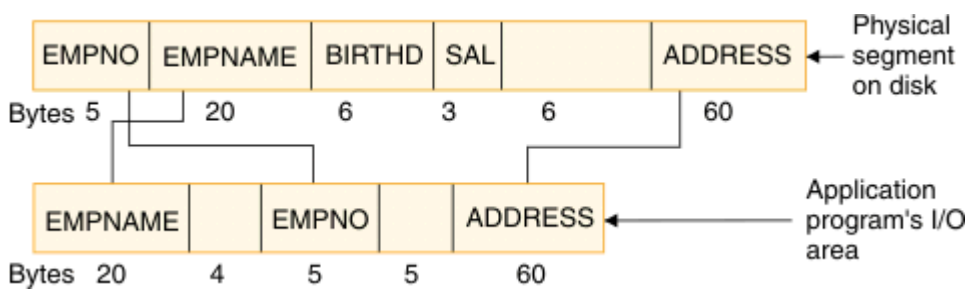 EMPNO EMPNAME BIRTHD SAL ADDRESS
Physical
segment
on disk
Bytes 5 20 6 3 6 60
EMPNAME EMPNO ADDRESS
Application
program's I/O
area
Bytes 20 4 5 5 60